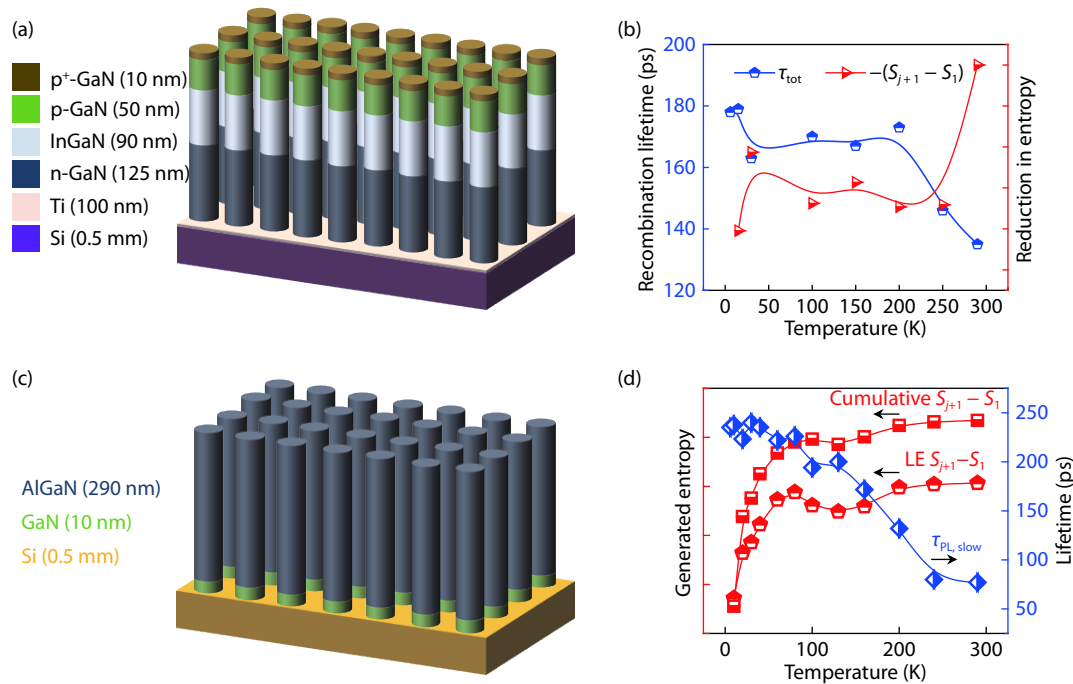 (a)
p⁺-GaN (10 nm)
p-GaN (50 nm)
InGaN (90 nm)
n-GaN (125 nm)
Ti (100 nm)
Si (0.5 mm)
(b)
τtot
−(Sj + 1 − S1)
Recombination lifetime (ps)
200
180
160
140
120
0 50 100 150 200 250 300
Temperature (K)
Reduction in entropy
(c)
AlGaN (290 nm)
GaN (10 nm)
Si (0.5 mm)
(d)
Cumulative Sj+1 − S1
LE Sj+1−S1
τPL, slow
Generated entropy
0 50 100 150 200 250 300
Temperature (K)
250
200
150
100
50
Lifetime (ps)